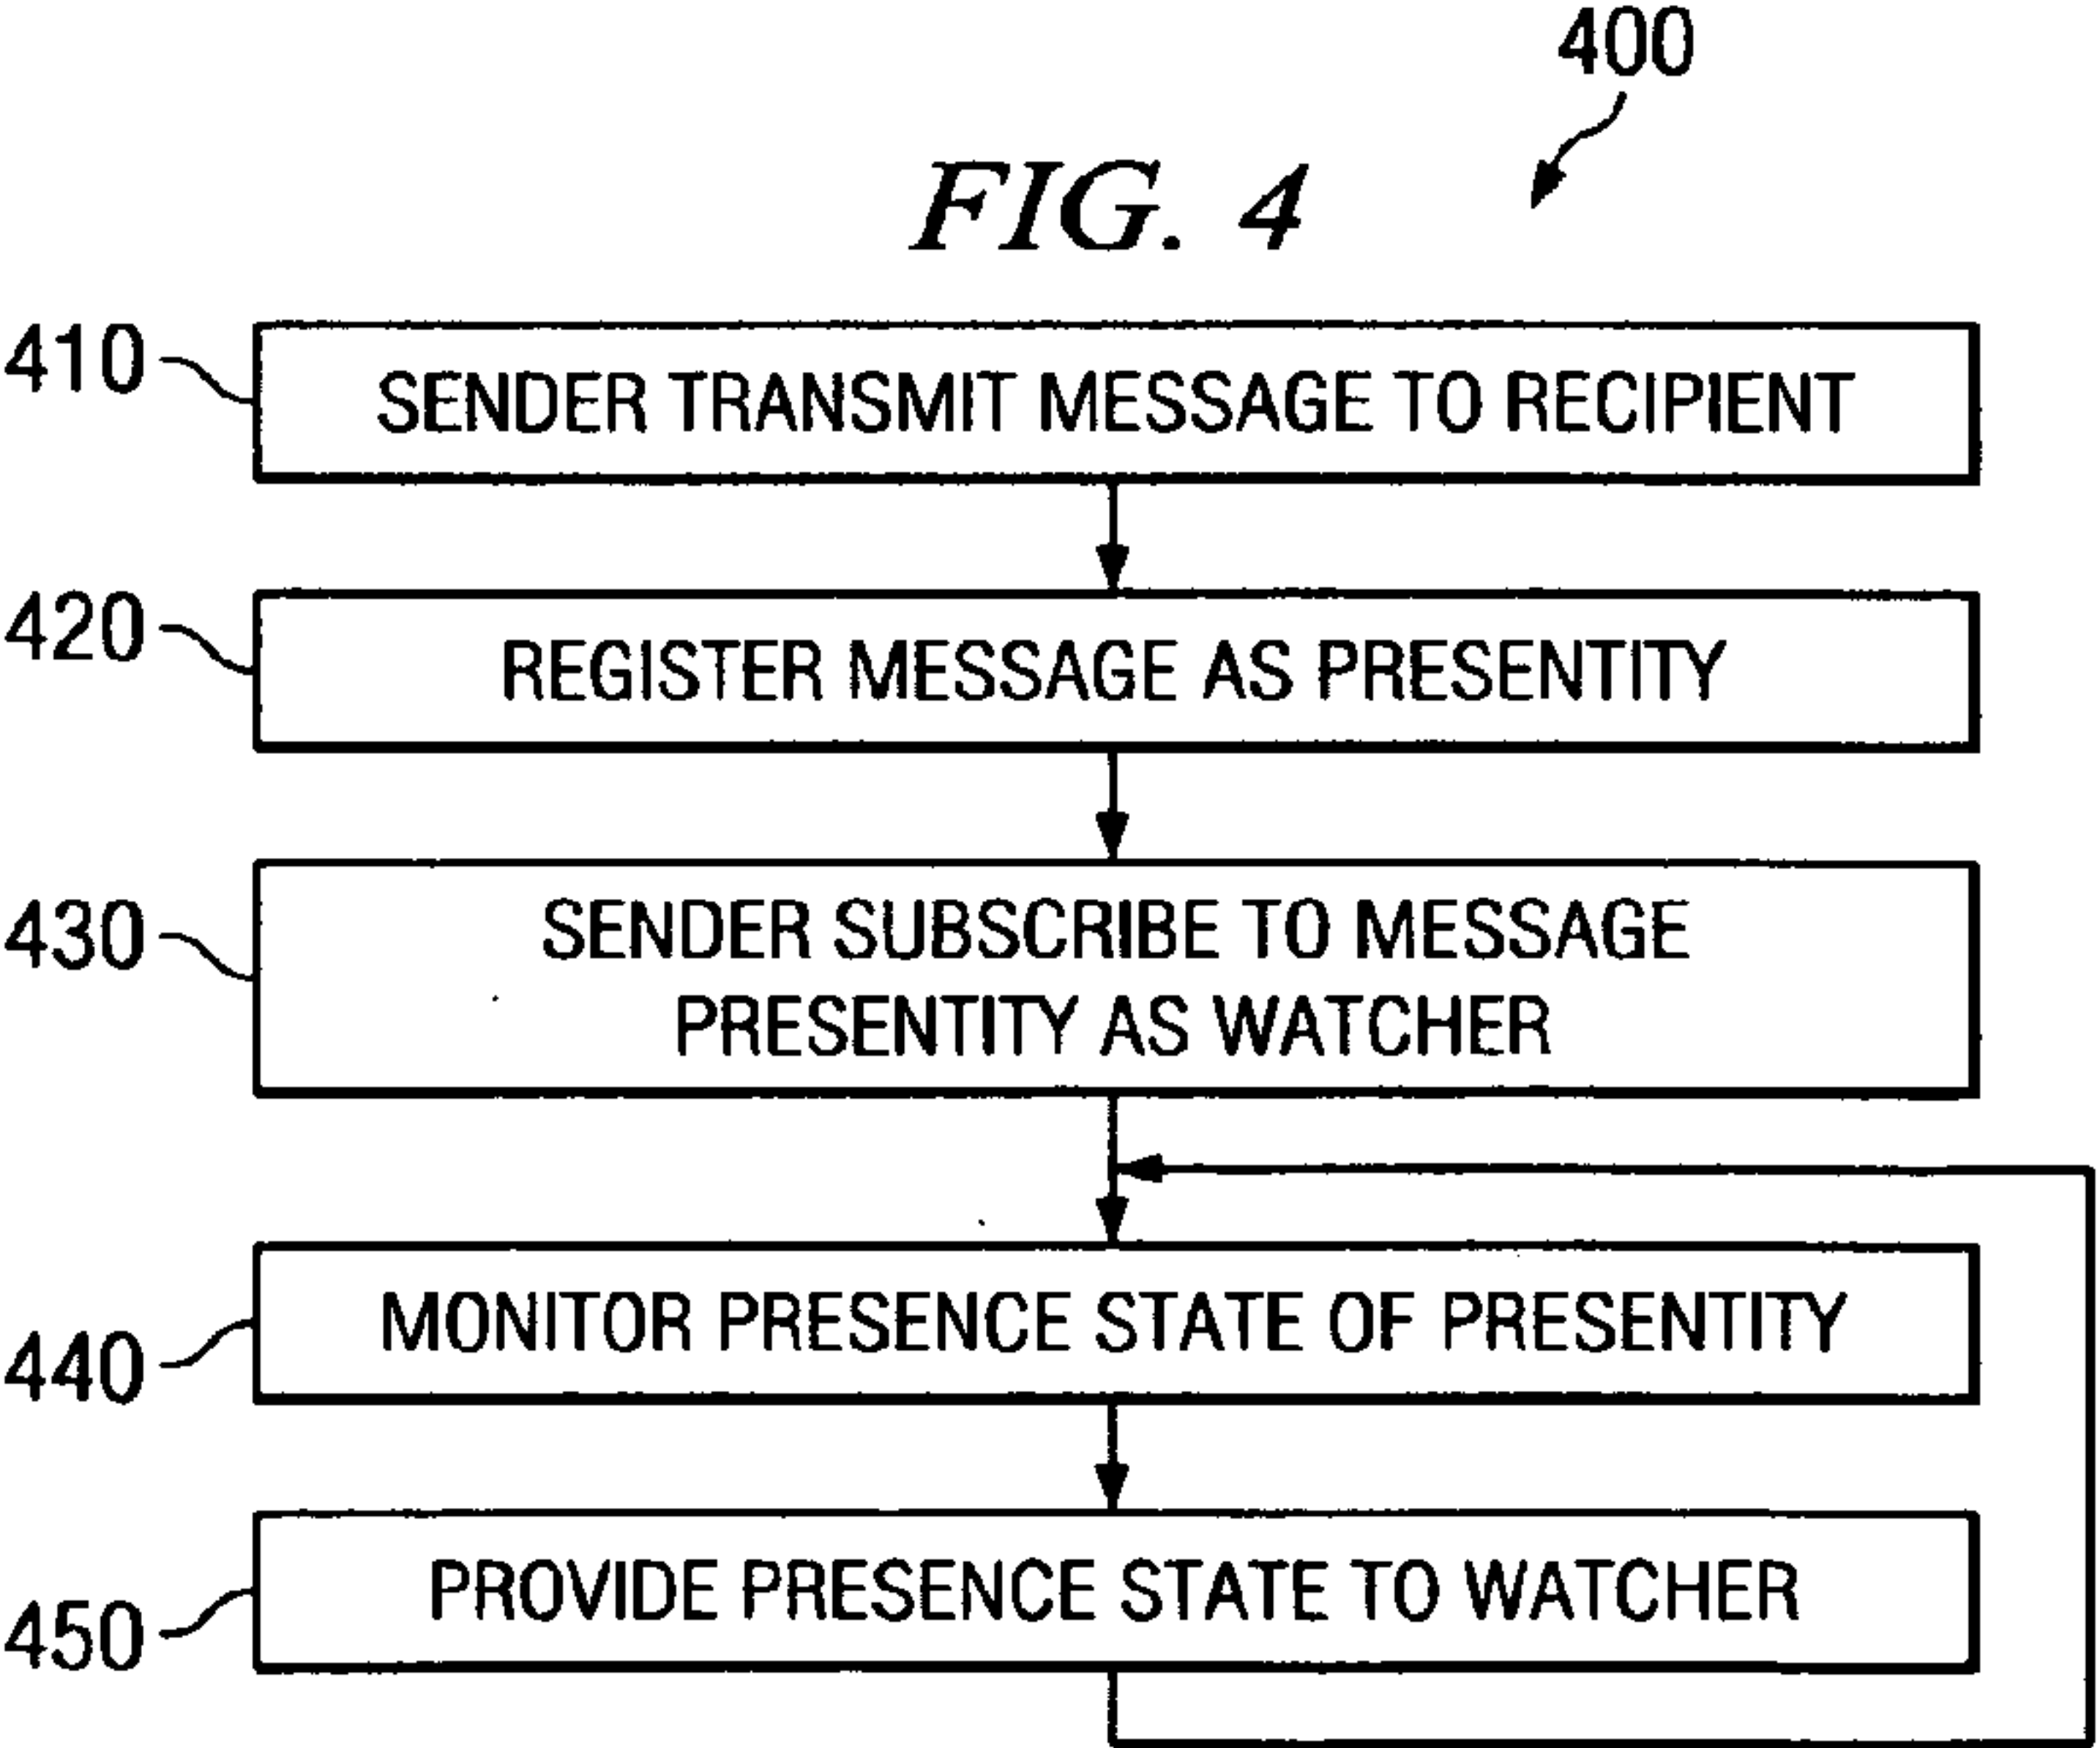 400
FIG. 4
410
SENDER TRANSMIT MESSAGE TO RECIPIENT
420
REGISTER MESSAGE AS PRESENTITY
430
SENDER SUBSCRIBE TO MESSAGE
PRESENTITY AS WATCHER
440
MONITOR PRESENCE STATE OF PRESENTITY
450
PROVIDE PRESENCE STATE TO WATCHER